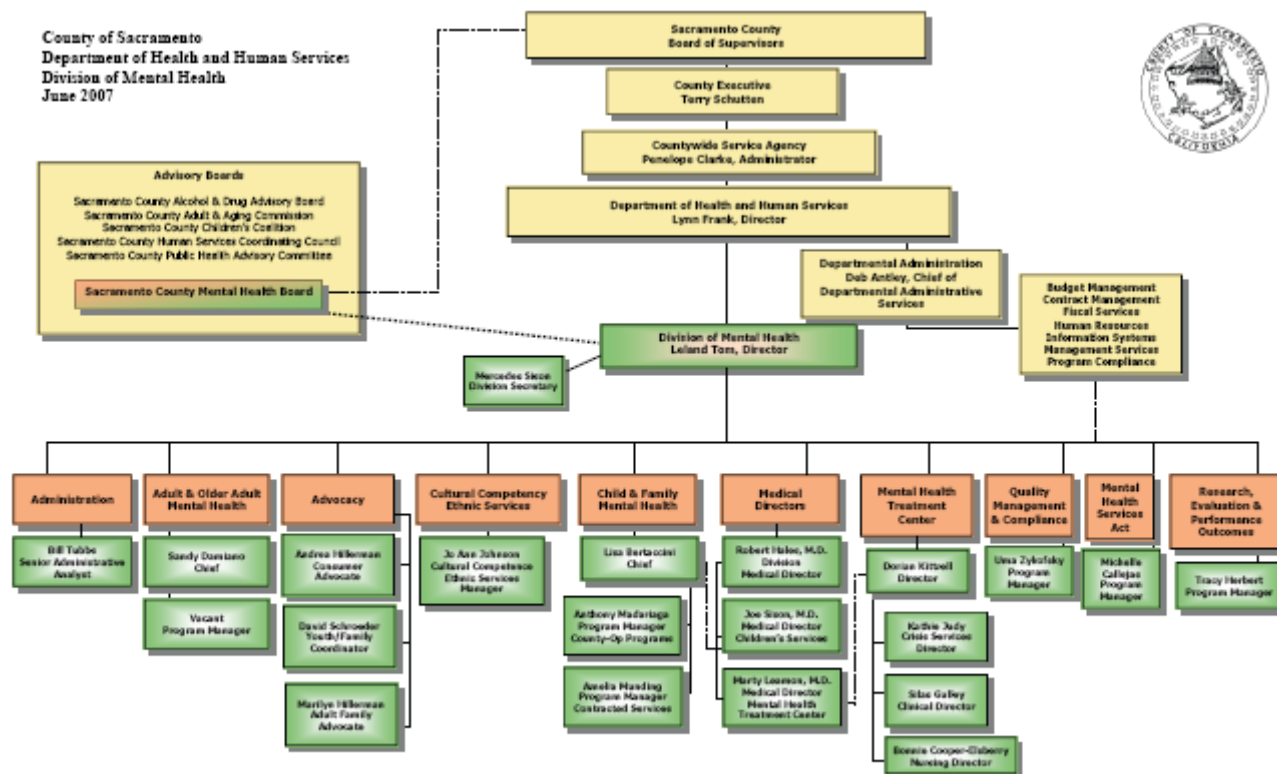 County of Sacramento
Department of Health and Human Services
Division of Mental Health
June 2007
Sacramento County
Board of Supervisors
COUNTY OF SACRAMENTO
CALIFORNIA
County Executive
Terry Schutten
Countywide Service Agency
Penelope Clarke, Administrator
Advisory Boards
Sacramento County Alcohol & Drug Advisory Board
Sacramento County Adult & Aging Commission
Sacramento County Children's Coalition
Sacramento County Human Services Coordinating Council
Sacramento County Public Health Advisory Committee
Sacramento County Mental Health Board
Department of Health and Human Services
Lynn Frank, Director
Departmental Administration
Deb Antley, Chief of
Departmental Administrative
Services
Budget Management
Contract Management
Fiscal Services
Human Resources
Information Systems
Management Services
Program Compliance
Division of Mental Health
Leland Tom, Director
Mercedes Sison
Division Secretary
Administration
Bill Tubbs
Senior Administrative
Analyst
Adult & Older Adult
Mental Health
Sandy Damiano
Chief
Vacant
Program Manager
Advocacy
Andrea Hillerman
Consumer
Advocate
David Schroeder
Youth/Family
Coordinator
Marilyn Hillerman
Adult Family
Advocate
Cultural Competency
Ethnic Services
Jo Ann Johnson
Cultural Competence
Ethnic Services
Manager
Child & Family
Mental Health
Lisa Bertaccini
Chief
Anthony Madariaga
Program Manager
County-Op Programs
Amelia Manding
Program Manager
Contracted Services
Medical
Directors
Robert Hales, M.D.
Division
Medical Director
Joe Sison, M.D.
Medical Director
Children's Services
Marty Leamon, M.D.
Medical Director
Mental Health
Treatment Center
Mental Health
Treatment
Center
Dorian Kittrell
Director
Kathie Judy
Crisis Services
Director
Silas Gulley
Clinical Director
Bonnie Cooper-Elsberry
Nursing Director
Quality
Management
& Compliance
Uma Zykofsky
Program
Manager
Mental
Health
Services
Act
Michelle
Callejas
Program
Manager
Research,
Evaluation &
Performance
Outcomes
Tracy Herbert
Program Manager